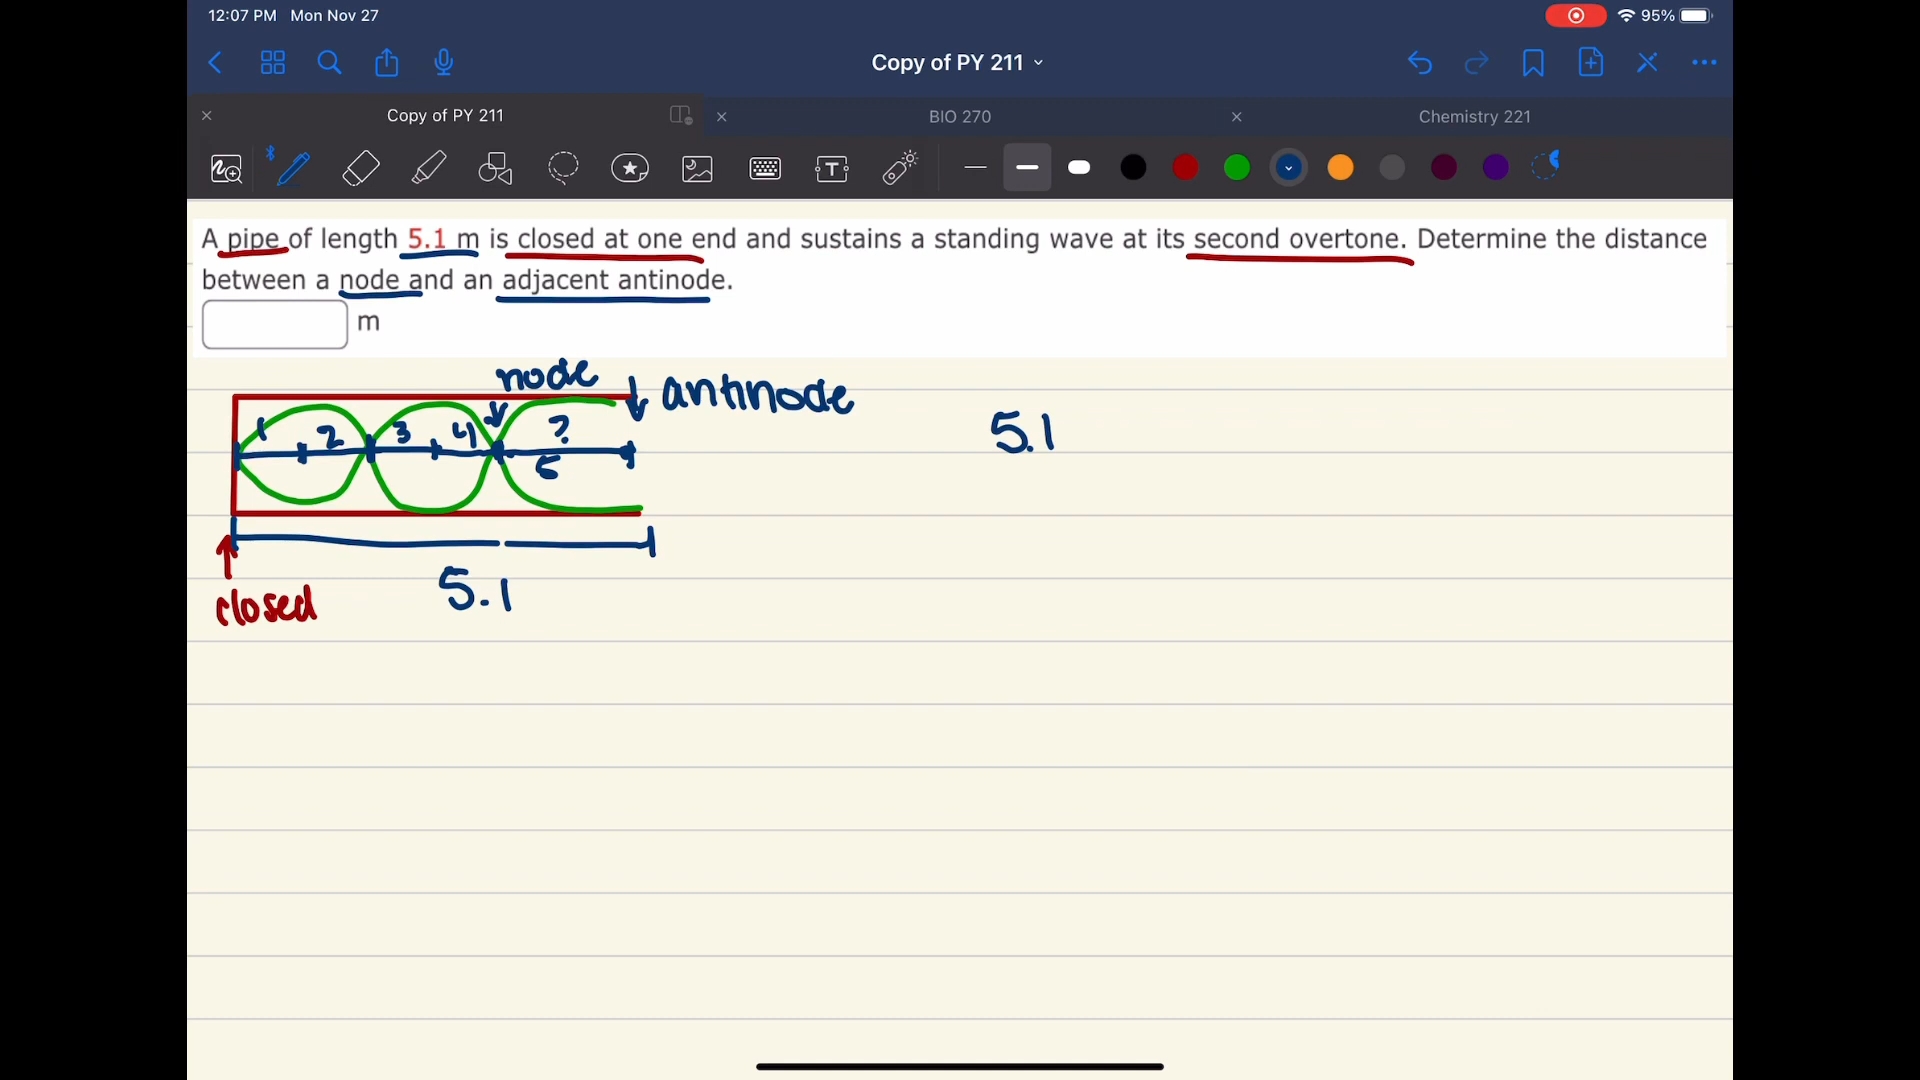 12:07 PM Mon Nov 27
95%
Copy of PY 211
Copy of PY 211
BIO 270
Chemistry 221
T
A pipe of length 5.1 m is closed at one end and sustains a standing wave at its second overtone. Determine the distance
between a node and an adjacent antinode.
m
node
antinode
1 2 3 4 ?
5
5.1
5.1
closed